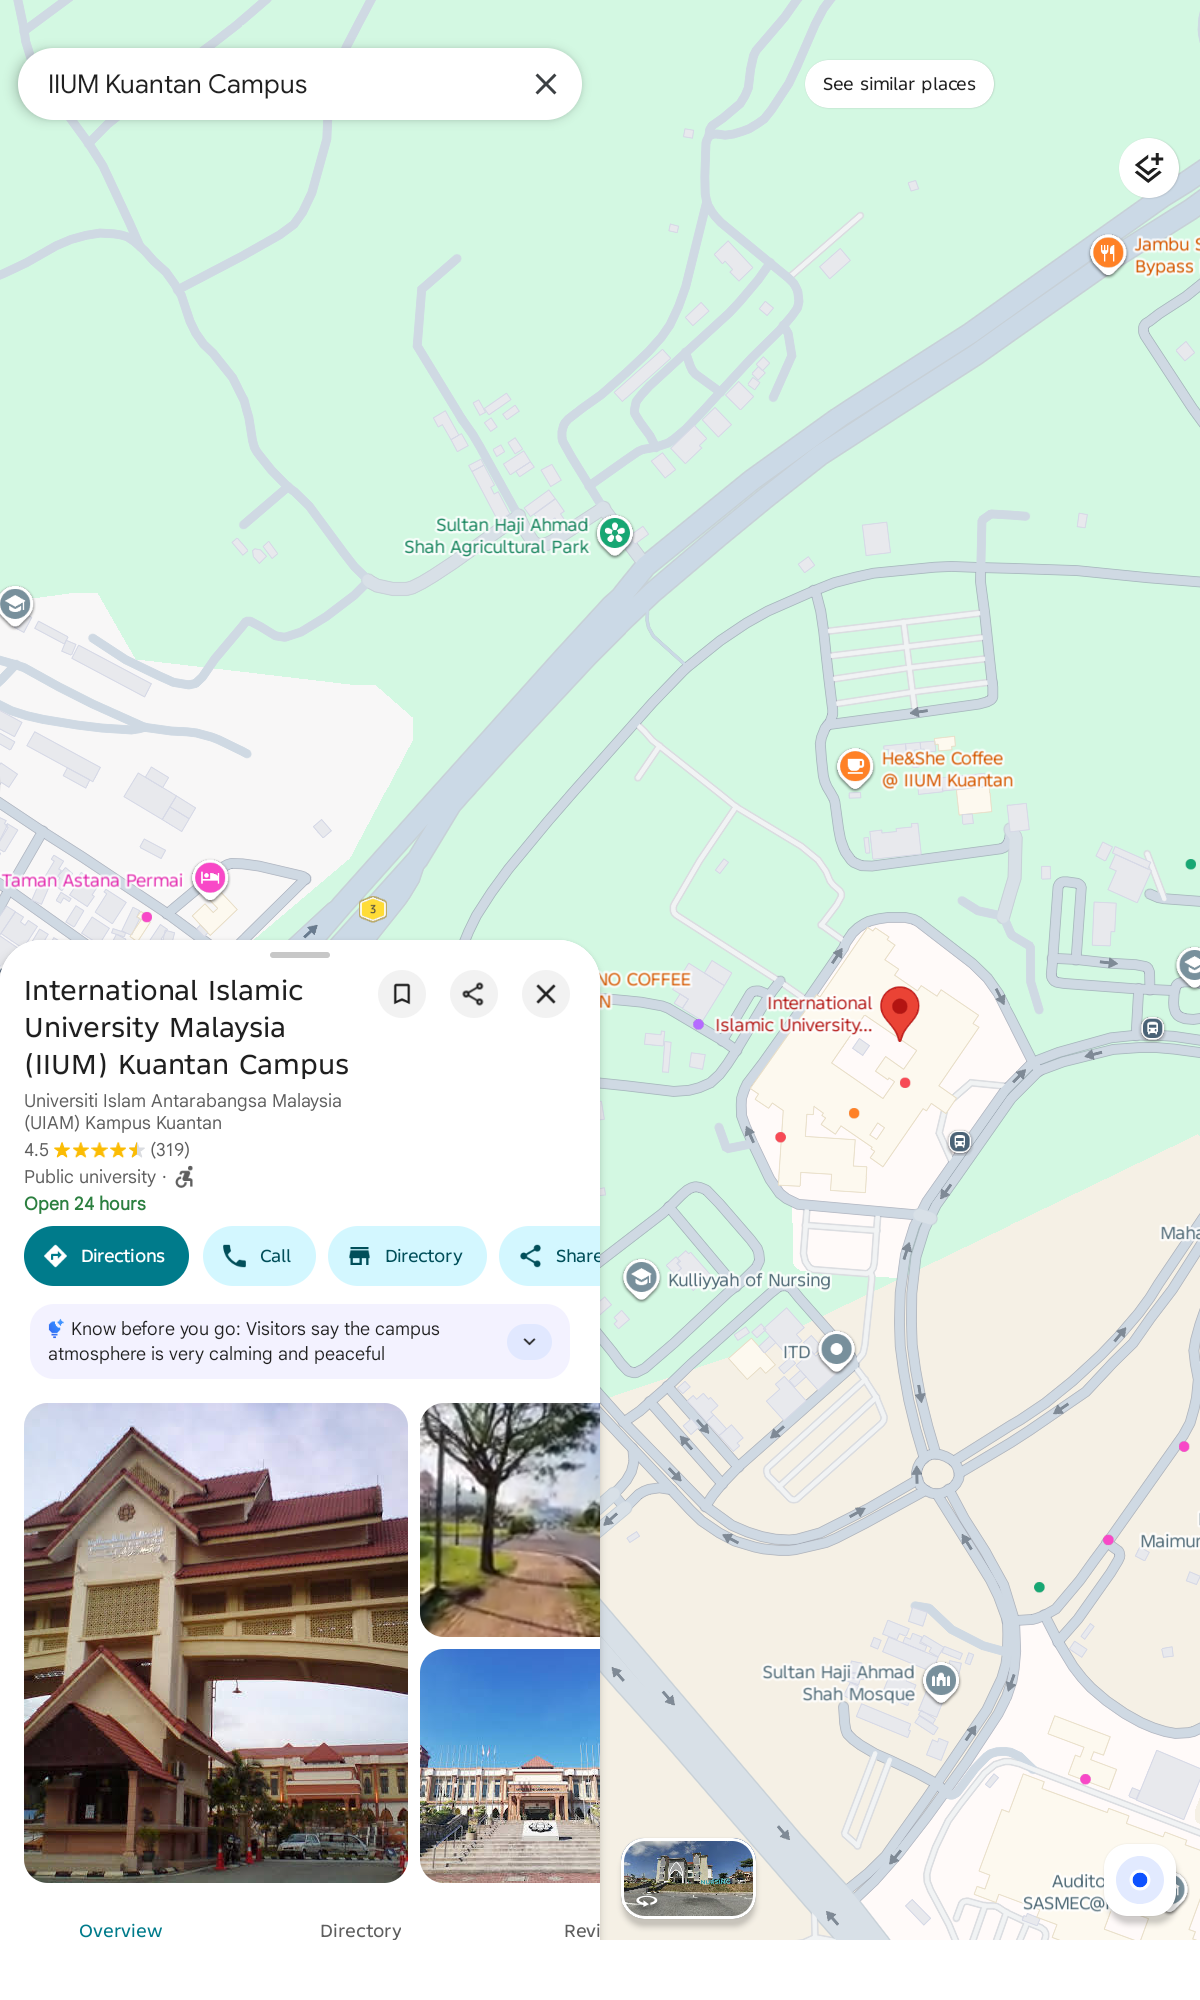 IIUM Kuantan Campus
See similar places
Jambu S
Bypass
Sultan Haji Ahmad
Shah Agricultural Park
He&She Coffee
@ IIUM Kuantan
Taman Astana Permai
3
NO COFFEE
N
International
Islamic University...
International Islamic
University Malaysia
(IIUM) Kuantan Campus
Universiti Islam Antarabangsa Malaysia
(UIAM) Kampus Kuantan
4.5 (319)
Public university ·
Open 24 hours
Directions
Call
Directory
Share
Know before you go: Visitors say the campus
atmosphere is very calming and peaceful
Maha
Kulliyyah of Nursing
ITD
Maimur
Sultan Haji Ahmad
Shah Mosque
Audito
SASMEC@
Overview
Directory
Revi